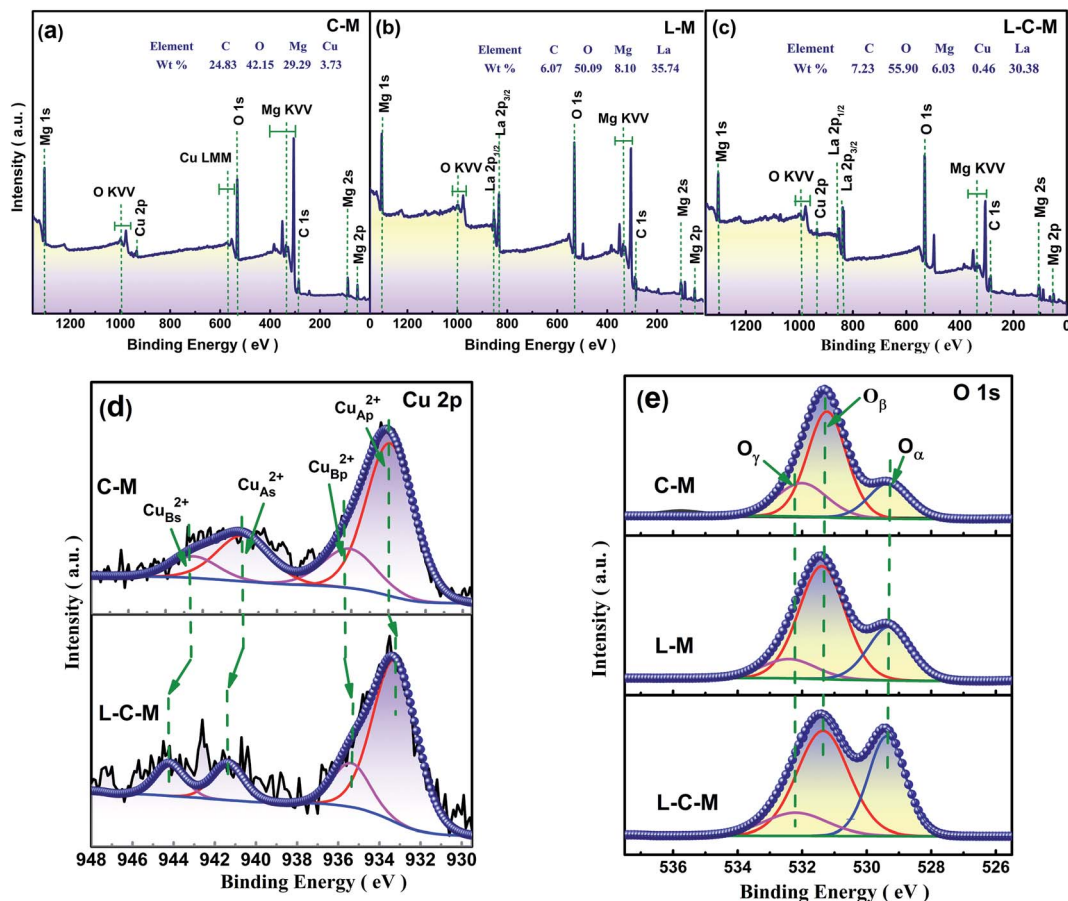 (a)
C-M
Element C O Mg Cu
Wt % 24.83 42.15 29.29 3.73
Mg 1s
O KVV
Cu 2p
Cu LMM
O 1s
Mg KVV
C 1s
Mg 2s
Mg 2p
Intensity (a.u.)
1200 1000 800 600 400 200 0
Binding Energy ( eV )
(b)
L-M
Element C O Mg La
Wt % 6.07 50.09 8.10 35.74
Mg 1s
O KVV
La 2p1/2
La 2p3/2
O 1s
Mg KVV
C 1s
Mg 2s
Mg 2p
1200 1000 800 600 400 200
Binding Energy ( eV )
(c)
L-C-M
Element C O Mg Cu La
Wt % 7.23 55.90 6.03 0.46 30.38
Mg 1s
O KVV
Cu 2p
La 2p1/2
La 2p3/2
O 1s
Mg KVV
C 1s
Mg 2s
Mg 2p
1200 1000 800 600 400 200 0
Binding Energy ( eV )
(d)
Cu 2p
C-M
CuBs2+
CuAs2+
CuBp2+
CuAp2+
L-C-M
Intensity ( a.u.)
948 944 942 940 938 936 934 932 930
Binding Energy ( eV )
(e)
O 1s
Oγ
Oβ
Oα
C-M
L-M
L-C-M
Intensity ( a.u.)
536 534 532 530 528 526
Binding Energy ( eV )